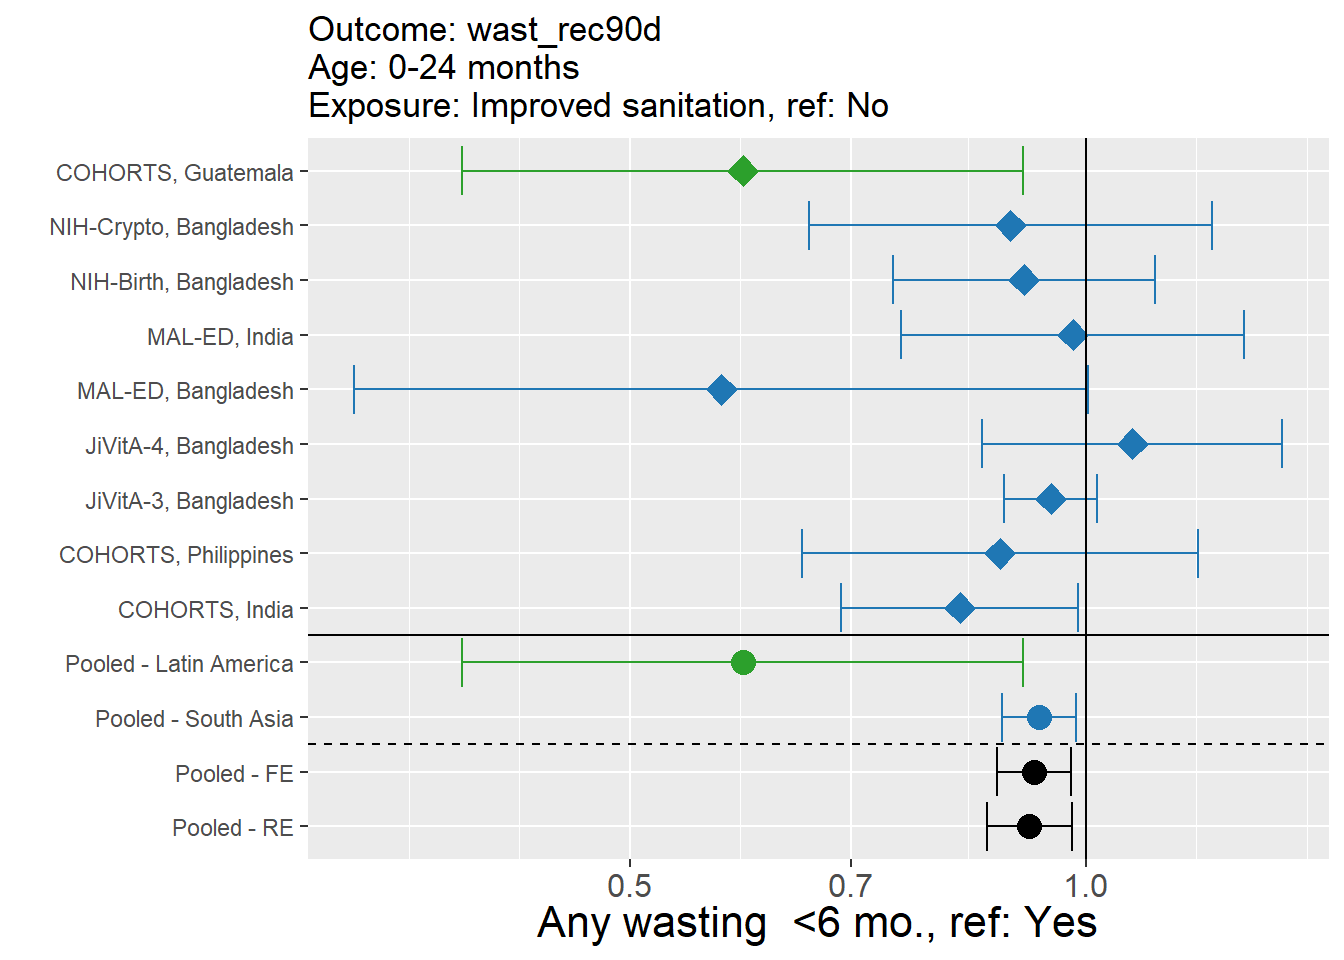 Outcome: wast_rec90d
Age: 0-24 months
Exposure: Improved sanitation, ref: No
COHORTS, Guatemala
NIH-Crypto, Bangladesh
NIH-Birth, Bangladesh
MAL-ED, India
MAL-ED, Bangladesh
JiVitA-4, Bangladesh
JiVitA-3, Bangladesh
COHORTS, Philippines
COHORTS, India
Pooled - Latin America
Pooled - South Asia
Pooled - FE
Pooled - RE
0.5 0.7 1.0
Any wasting  <6 mo., ref: Yes